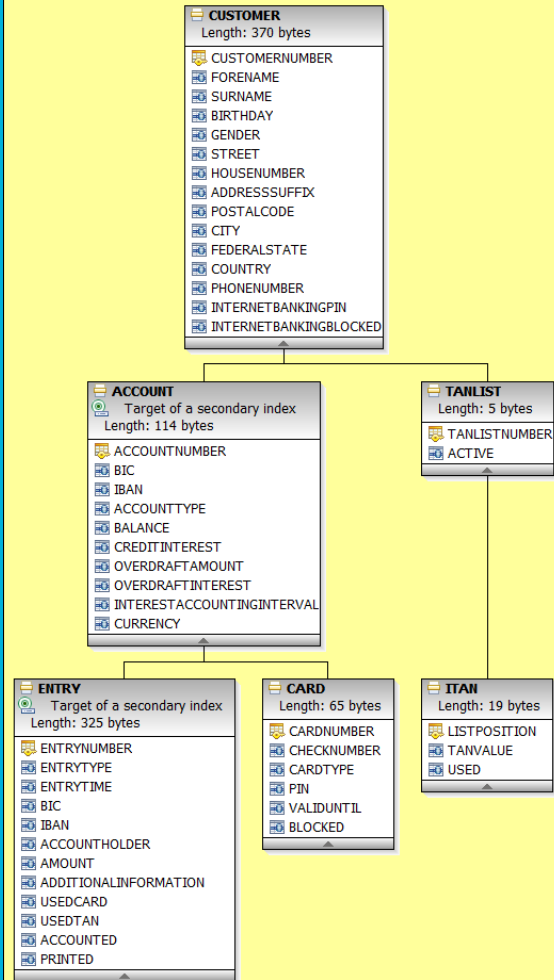 CUSTOMER
Length: 370 bytes
CUSTOMERNUMBER
FORENAME
SURNAME
BIRTHDAY
GENDER
STREET
HOUSENUMBER
ADDRESSSUFFIX
POSTALCODE
CITY
FEDERALSTATE
COUNTRY
PHONENUMBER
INTERNETBANKINGPIN
INTERNETBANKINGBLOCKED
ACCOUNT
Target of a secondary index
Length: 114 bytes
ACCOUNTNUMBER
BIC
IBAN
ACCOUNTTYPE
BALANCE
CREDITINTEREST
OVERDRAFTAMOUNT
OVERDRAFTINTEREST
INTERESTACCOUNTINGINTERVAL
CURRENCY
TANLIST
Length: 5 bytes
TANLISTNUMBER
ACTIVE
ENTRY
Target of a secondary index
Length: 325 bytes
ENTRYNUMBER
ENTRYTYPE
ENTRYTIME
BIC
IBAN
ACCOUNTHOLDER
AMOUNT
ADDITIONALINFORMATION
USEDCARD
USEDTAN
ACCOUNTED
PRINTED
CARD
Length: 65 bytes
CARDNUMBER
CHECKNUMBER
CARDTYPE
PIN
VALIDUNTIL
BLOCKED
ITAN
Length: 19 bytes
LISTPOSITION
TANVALUE
USED